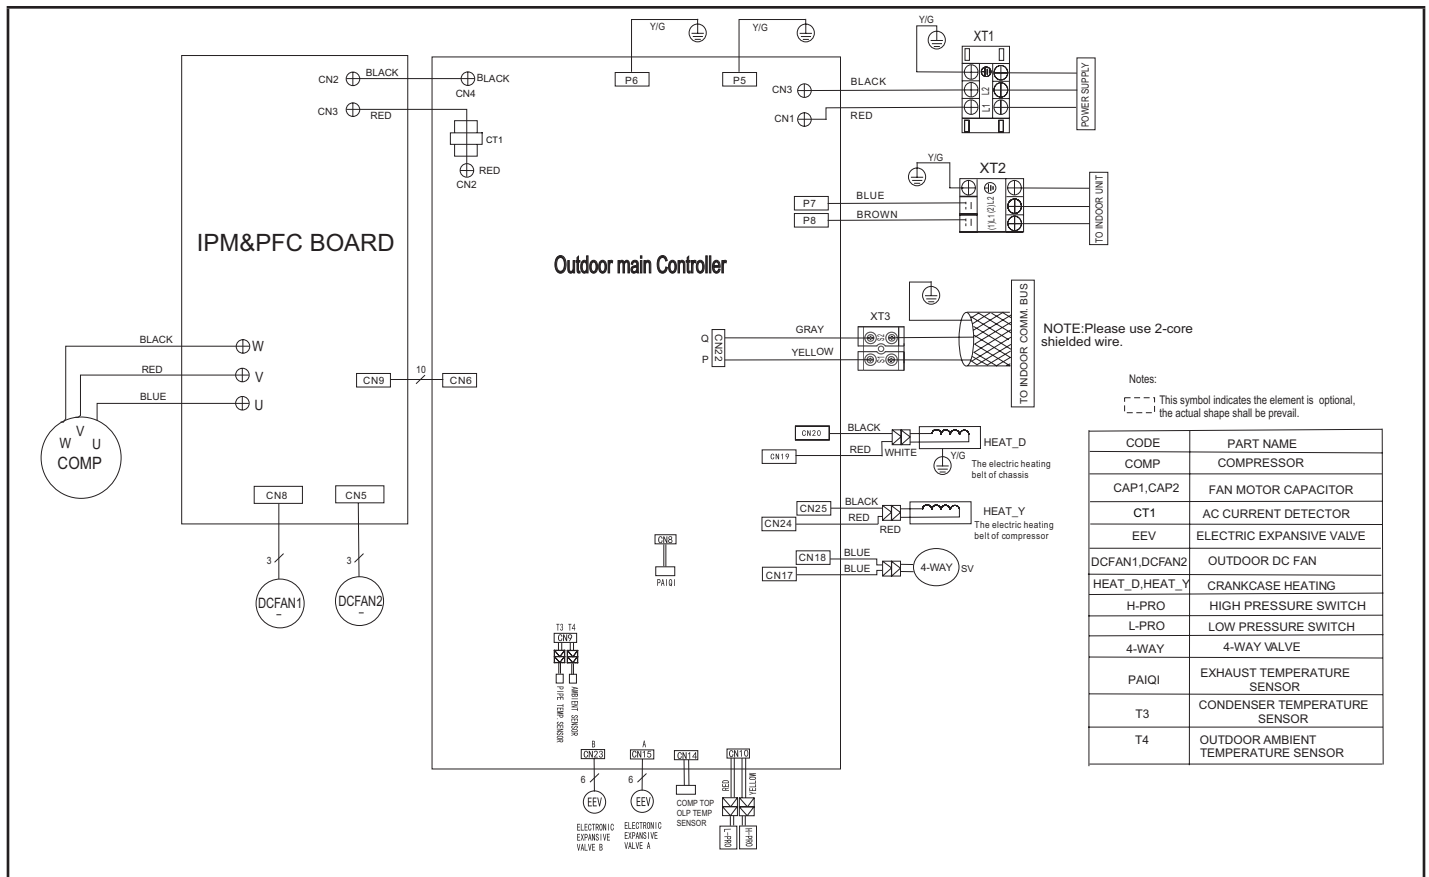 Y/G
Y/G
Y/G
XT1
P6
P5
CN2
BLACK
BLACK
CN4
CN3
RED
CT1
RED
CN2
CN3
BLACK
CN1
RED
L2
L1
POWER SUPPLY
Y/G
XT2
P7
BLUE
P8
BROWN
(1)L1 (2)L2
TO INDOOR UNIT
IPM&PFC BOARD
Outdoor main Controller
Q
P
CN22
GRAY
YELLOW
XT3
TO INDOOR COMM. BUS
NOTE:Please use 2-core
shielded wire.
BLACK
W
RED
V
BLUE
U
CN9
10
CN6
W
V
U
COMP
CN8
CN5
3
3
DCFAN1
~
DCFAN2
~
CN20
BLACK
CN19
RED
WHITE
HEAT_D
Y/G
The electric heating
belt of chassis
CN25
BLACK
CN24
RED
RED
HEAT_Y
The electric heating
belt of compressor
CN18
BLUE
CN17
BLUE
4-WAY
SV
CN8
PAIQI
T3 T4
CN9
PIPE TEMP. SENSOR
AMBIENT SENSOR
B
CN23
6
EEV
ELECTRONIC
EXPANSIVE
VALVE B
A
CN15
6
EEV
ELECTRONIC
EXPANSIVE
VALVE A
CN14
COMP TOP
OLP TEMP
SENSOR
CN10
RED
YELLOW
L-PRO
H-PRO
Notes:
This symbol indicates the element is optional,
the actual shape shall be prevail.
CODE PART NAME
COMP COMPRESSOR
CAP1,CAP2 FAN MOTOR CAPACITOR
CT1 AC CURRENT DETECTOR
EEV ELECTRIC EXPANSIVE VALVE
DCFAN1,DCFAN2 OUTDOOR DC FAN
HEAT_D,HEAT_Y CRANKCASE HEATING
H-PRO HIGH PRESSURE SWITCH
L-PRO LOW PRESSURE SWITCH
4-WAY 4-WAY VALVE
PAIQI EXHAUST TEMPERATURE
SENSOR
T3 CONDENSER TEMPERATURE
SENSOR
T4 OUTDOOR AMBIENT
TEMPERATURE SENSOR